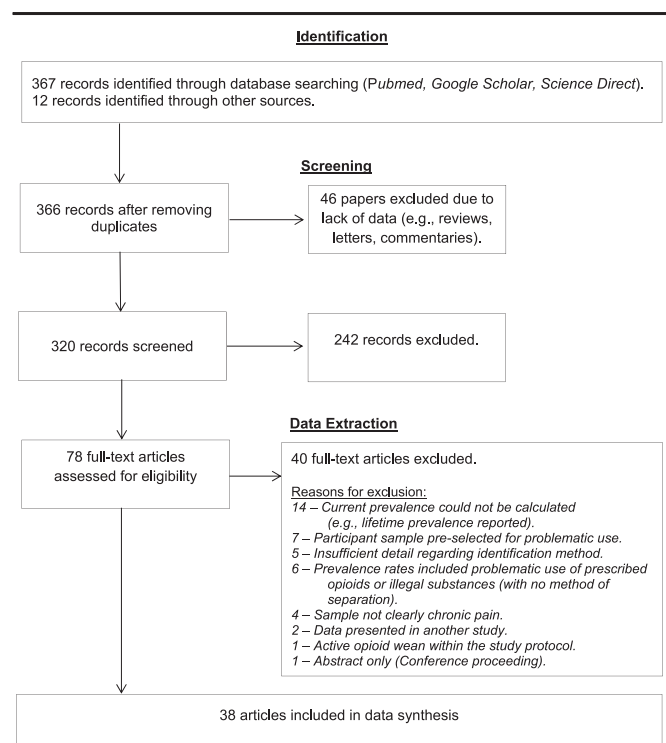 Identification
367 records identified through database searching (Pubmed, Google Scholar, Science Direct).
12 records identified through other sources.
Screening
366 records after removing
duplicates
46 papers excluded due to
lack of data (e.g., reviews,
letters, commentaries).
320 records screened
242 records excluded.
Data Extraction
78 full-text articles
assessed for eligibility
40 full-text articles excluded.
Reasons for exclusion:
14 – Current prevalence could not be calculated
(e.g., lifetime prevalence reported).
7 – Participant sample pre-selected for problematic use.
5 – Insufficient detail regarding identification method.
6 – Prevalence rates included problematic use of prescribed
opioids or illegal substances (with no method of
separation).
4 – Sample not clearly chronic pain.
2 – Data presented in another study.
1 – Active opioid wean within the study protocol.
1 – Abstract only (Conference proceeding).
38 articles included in data synthesis